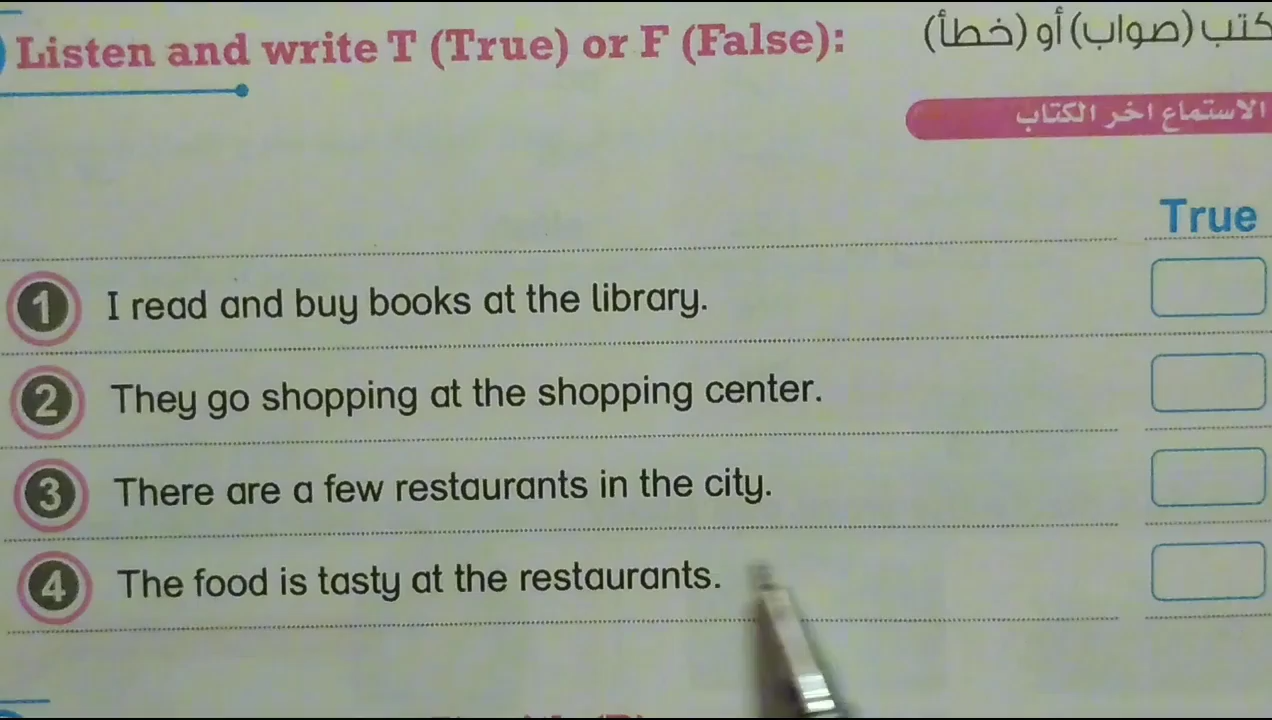 Listen and write T (True) or F (False):
كتب (صواب) أو (خطأ)
الاستماع اخر الكتاب
True
1 I read and buy books at the library.
2 They go shopping at the shopping center.
3 There are a few restaurants in the city.
4 The food is tasty at the restaurants.